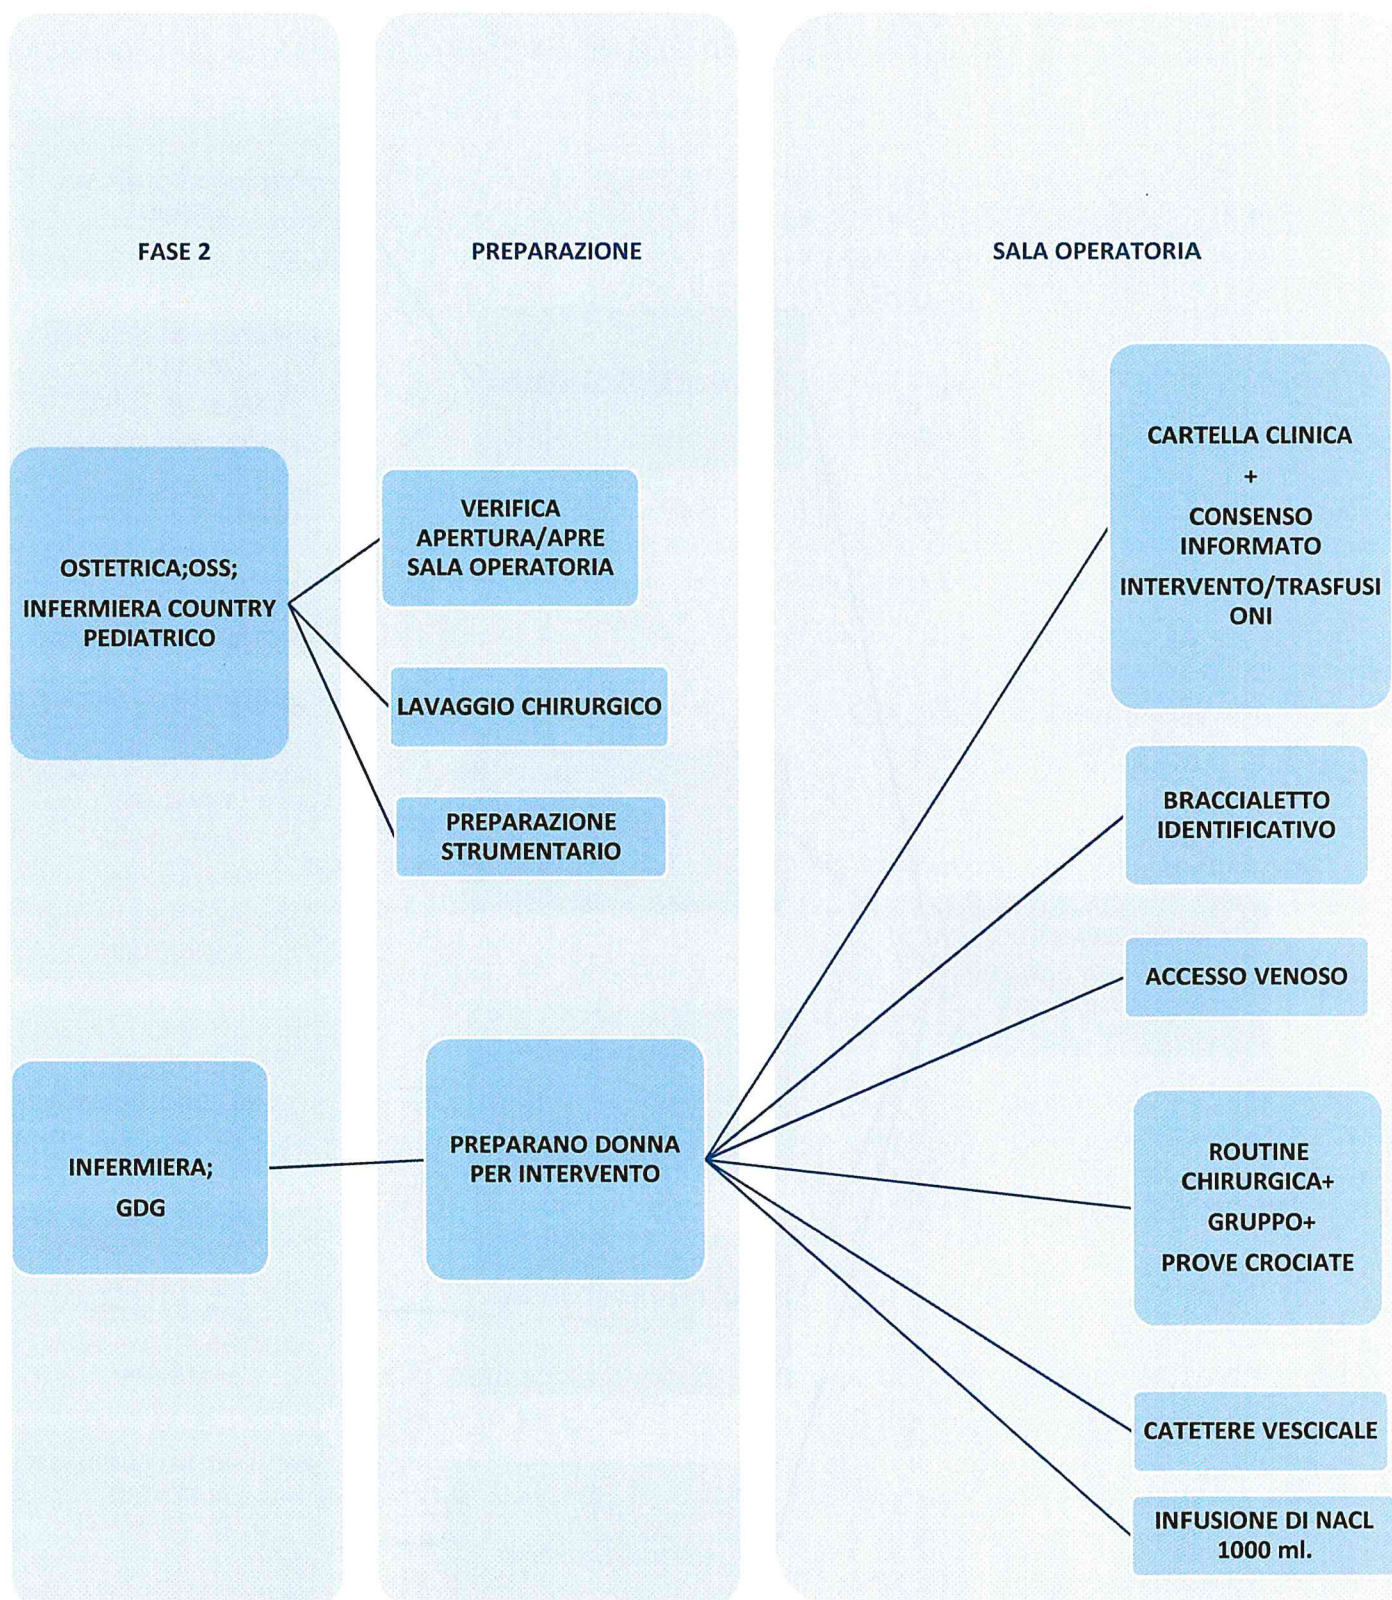 FASE 2
PREPARAZIONE
SALA OPERATORIA
OSTETRICA;OSS;
INFERMIERA COUNTRY
PEDIATRICO
VERIFICA
APERTURA/APRE
SALA OPERATORIA
LAVAGGIO CHIRURGICO
PREPARAZIONE
STRUMENTARIO
INFERMIERA;
GDG
PREPARANO DONNA
PER INTERVENTO
CARTELLA CLINICA
+
CONSENSO
INFORMATO
INTERVENTO/TRASFUSI
ONI
BRACCIALETTO
IDENTIFICATIVO
ACCESSO VENOSO
ROUTINE
CHIRURGICA+
GRUPPO+
PROVE CROCIATE
CATETERE VESCICALE
INFUSIONE DI NACL
1000 ml.